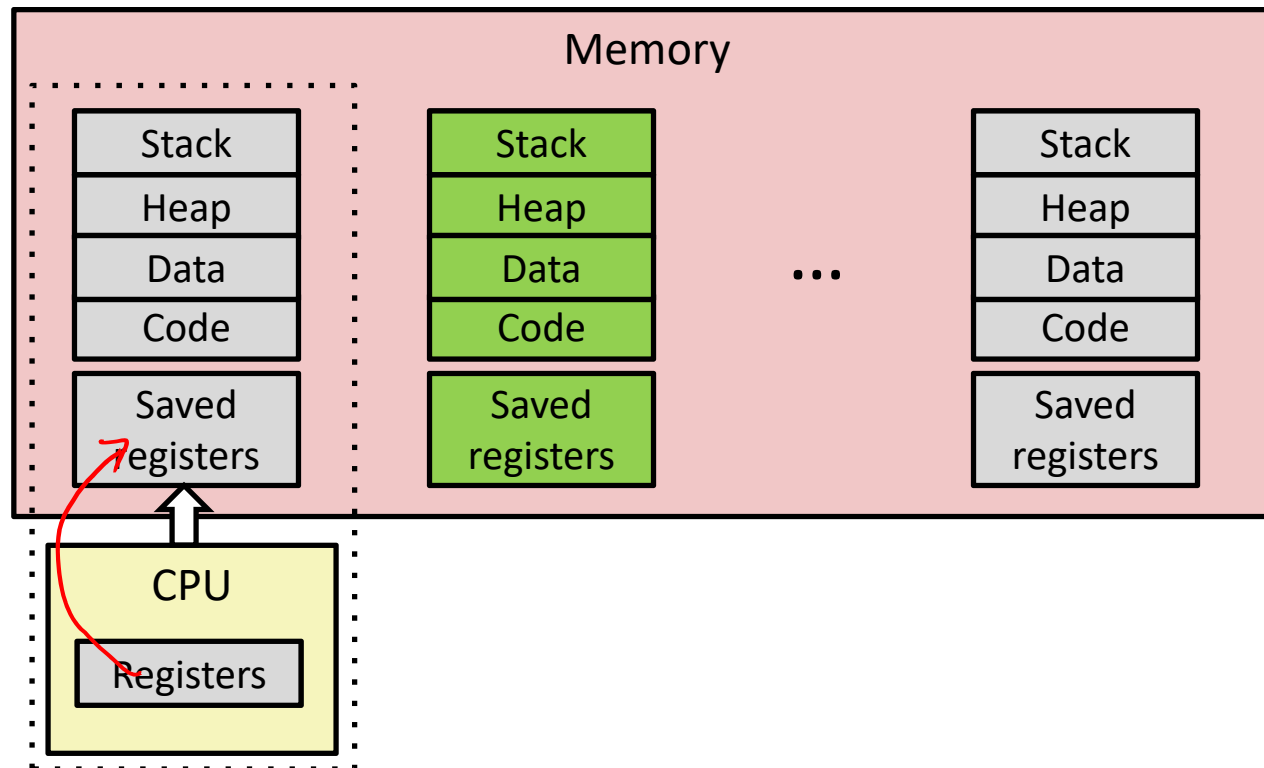 Memory
Stack
Heap
Data
Code
Saved
registers
Stack
Heap
Data
Code
Saved
registers
...
Stack
Heap
Data
Code
Saved
registers
CPU
Registers